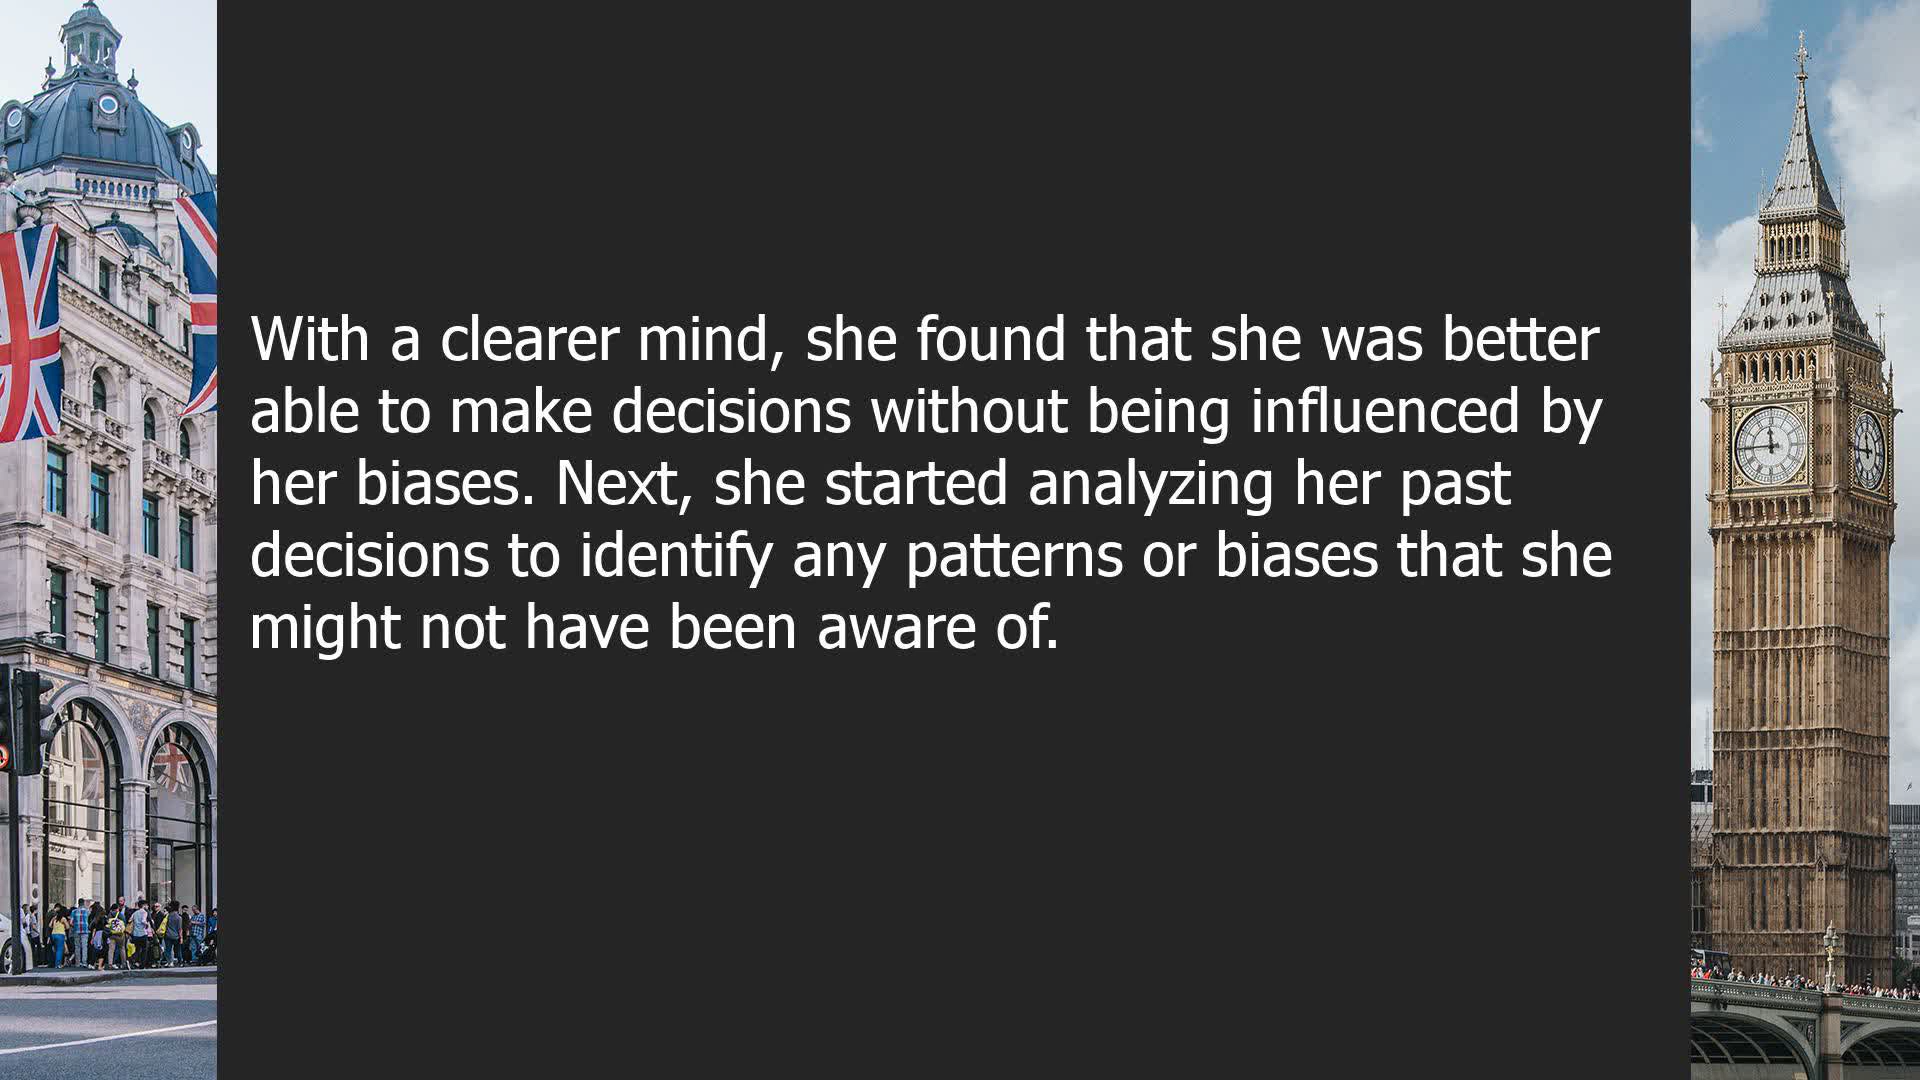 With a clearer mind, she found that she was better
able to make decisions without being influenced by
her biases. Next, she started analyzing her past
decisions to identify any patterns or biases that she
might not have been aware of.